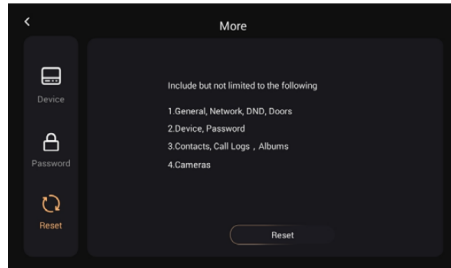 More
Device
Password
Reset
Include but not limited to the following
1.General, Network, DND, Doors
2.Device, Password
3.Contacts, Call Logs，Albums
4.Cameras
Reset